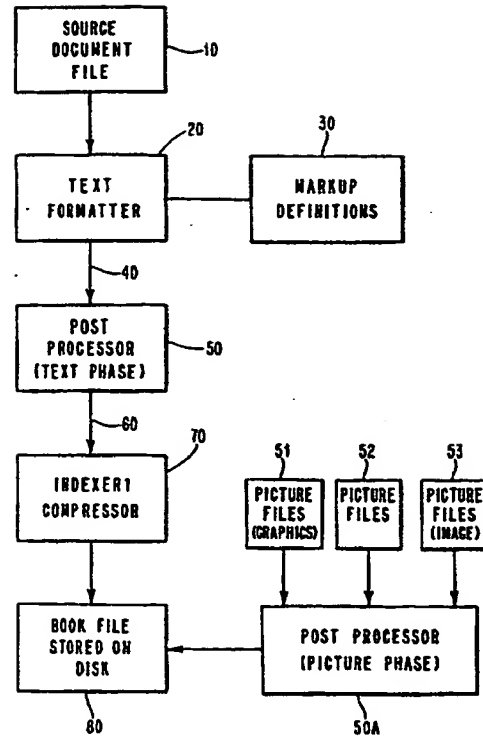 SOURCE
DOCUMENT
FILE
10
20
TEXT
FORMATTER
30
MARKUP
DEFINITIONS
40
POST
PROCESSOR
(TEXT PHASE)
50
60
70
INDEXER1
COMPRESSOR
51
PICTURE
FILES
(GRAPHICS)
52
PICTURE
FILES
53
PICTURE
FILES
(IMAGE)
BOOK FILE
STORED ON
DISK
80
POST PROCESSOR
(PICTURE PHASE)
50A